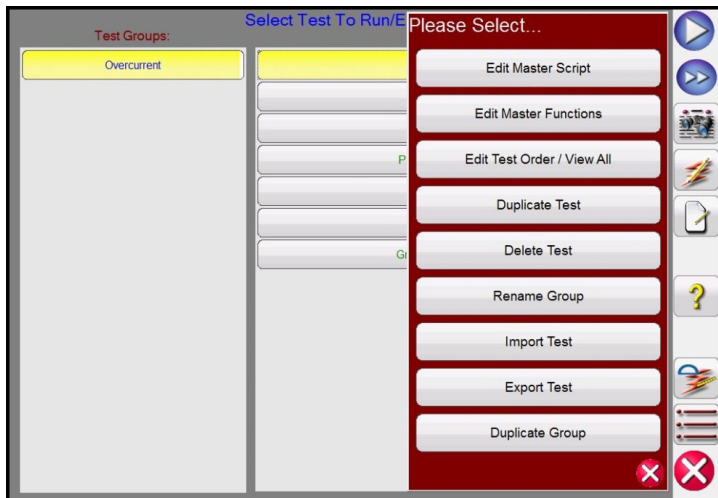 Select Test To Run/E
Test Groups:
Overcurrent
P
Gr
Please Select...
Edit Master Script
Edit Master Functions
Edit Test Order / View All
Duplicate Test
Delete Test
Rename Group
Import Test
Export Test
Duplicate Group